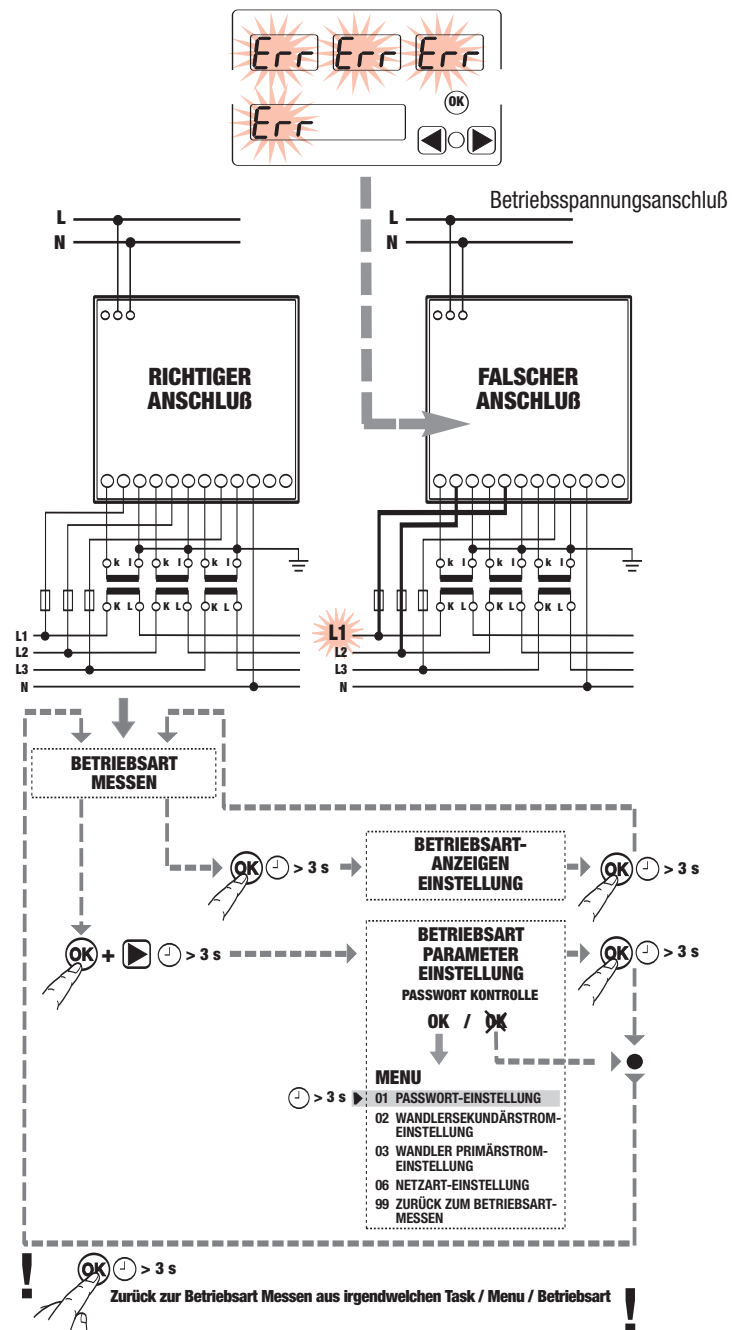 Err Err Err
OK
Err
Betriebsspannungsanschluß
L
N
L
N
RICHTIGER
ANSCHLUß
FALSCHER
ANSCHLUß
k l k l k l
K L K L K L
L1
L2
L3
N
k l k l k l
K L K L K L
L1
L2
L3
N
BETRIEBSART
MESSEN
OK > 3 s
BETRIEBSART-
ANZEIGEN
EINSTELLUNG
OK > 3 s
OK + > 3 s
BETRIEBSART
PARAMETER
EINSTELLUNG
PASSWORT KONTROLLE
OK / OK
OK > 3 s
MENU
> 3 s
01 PASSWORT-EINSTELLUNG
02 WANDLERSEKUNDÄRSTROM-
EINSTELLUNG
03 WANDLER PRIMÄRSTROM-
EINSTELLUNG
06 NETZART-EINSTELLUNG
99 ZURÜCK ZUM BETRIEBSART-
MESSEN
! OK > 3 s
Zurück zur Betriebsart Messen aus irgendwelchen Task / Menu / Betriebsart !